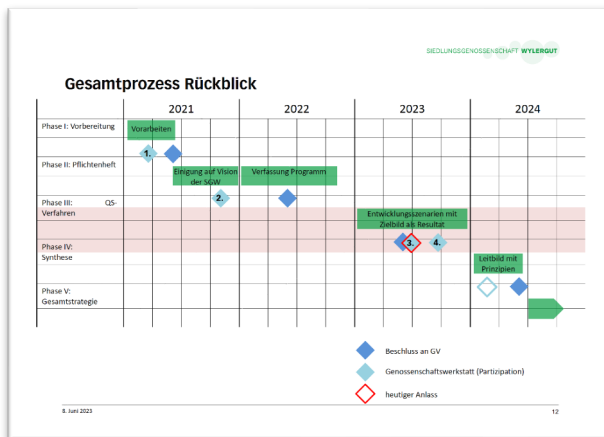 SIEDLUNGSGENOSSENSCHAFT WYLERGUT
Gesamtprozess Rückblick
2021 2022 2023 2024
Phase I: Vorbereitung
Vorarbeiten
1.
Phase II: Pflichtenheft
Einigung auf Vision
der SGW
Verfassung Programm
2.
Phase III: QS-
Verfahren
Entwicklungsszenarien mit
Zielbild als Resultat
3.
4.
Phase IV:
Synthese
Leitbild mit
Prinzipien
Phase V:
Gesamtstrategie
Beschluss an GV
Genossenschaftswerkstatt (Partizipation)
heutiger Anlass
8. Juni 2023
12